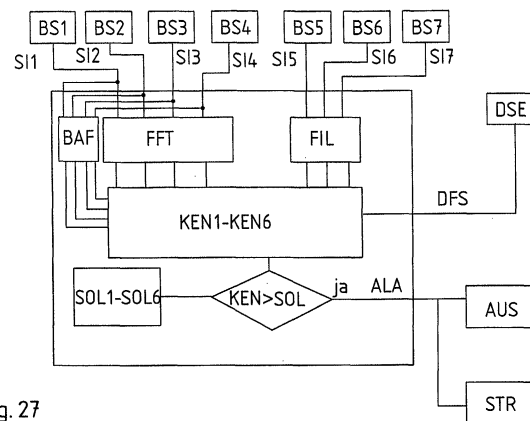 BS1 BS2 BS3 BS4 BS5 BS6 BS7
SI1 SI2 SI3 SI4 SI5 SI6 SI7
DSE
BAF FFT FIL
DFS
KEN1-KEN6
SOL1-SOL6 KEN>SOL ja ALA
AUS
STR
g. 27